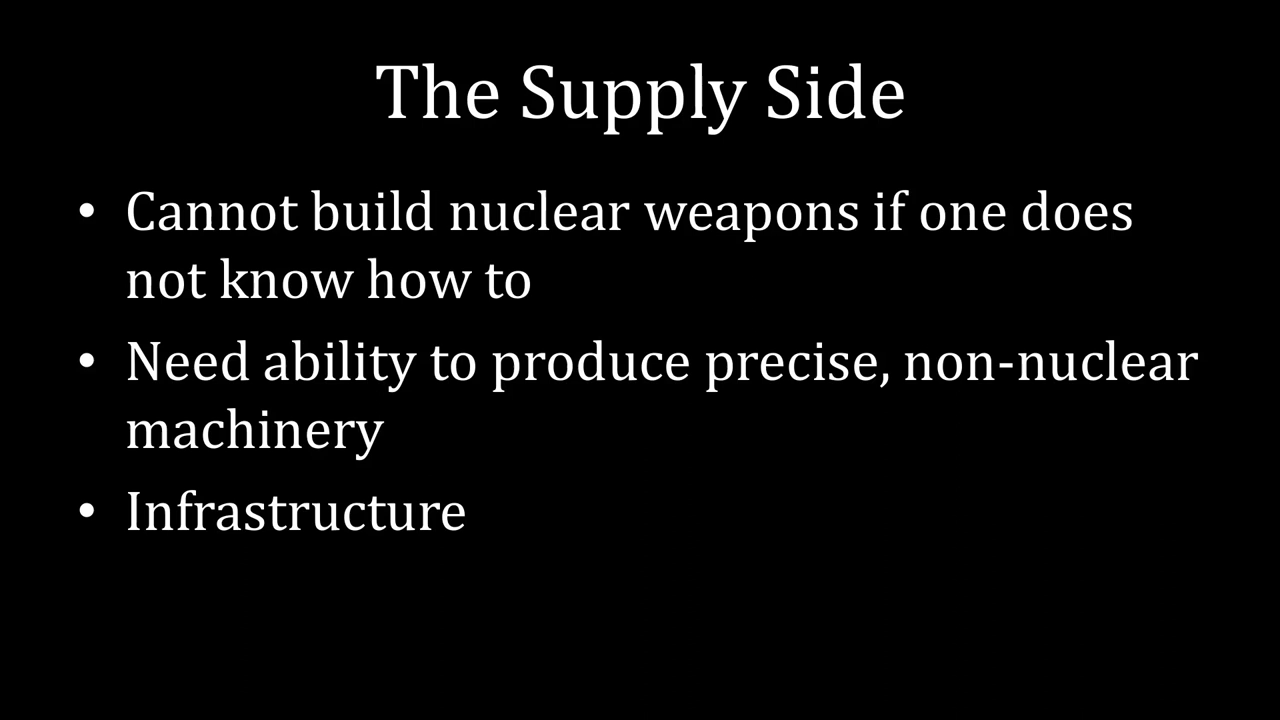 The Supply Side
• Cannot build nuclear weapons if one does
not know how to
• Need ability to produce precise, non-nuclear
machinery
• Infrastructure